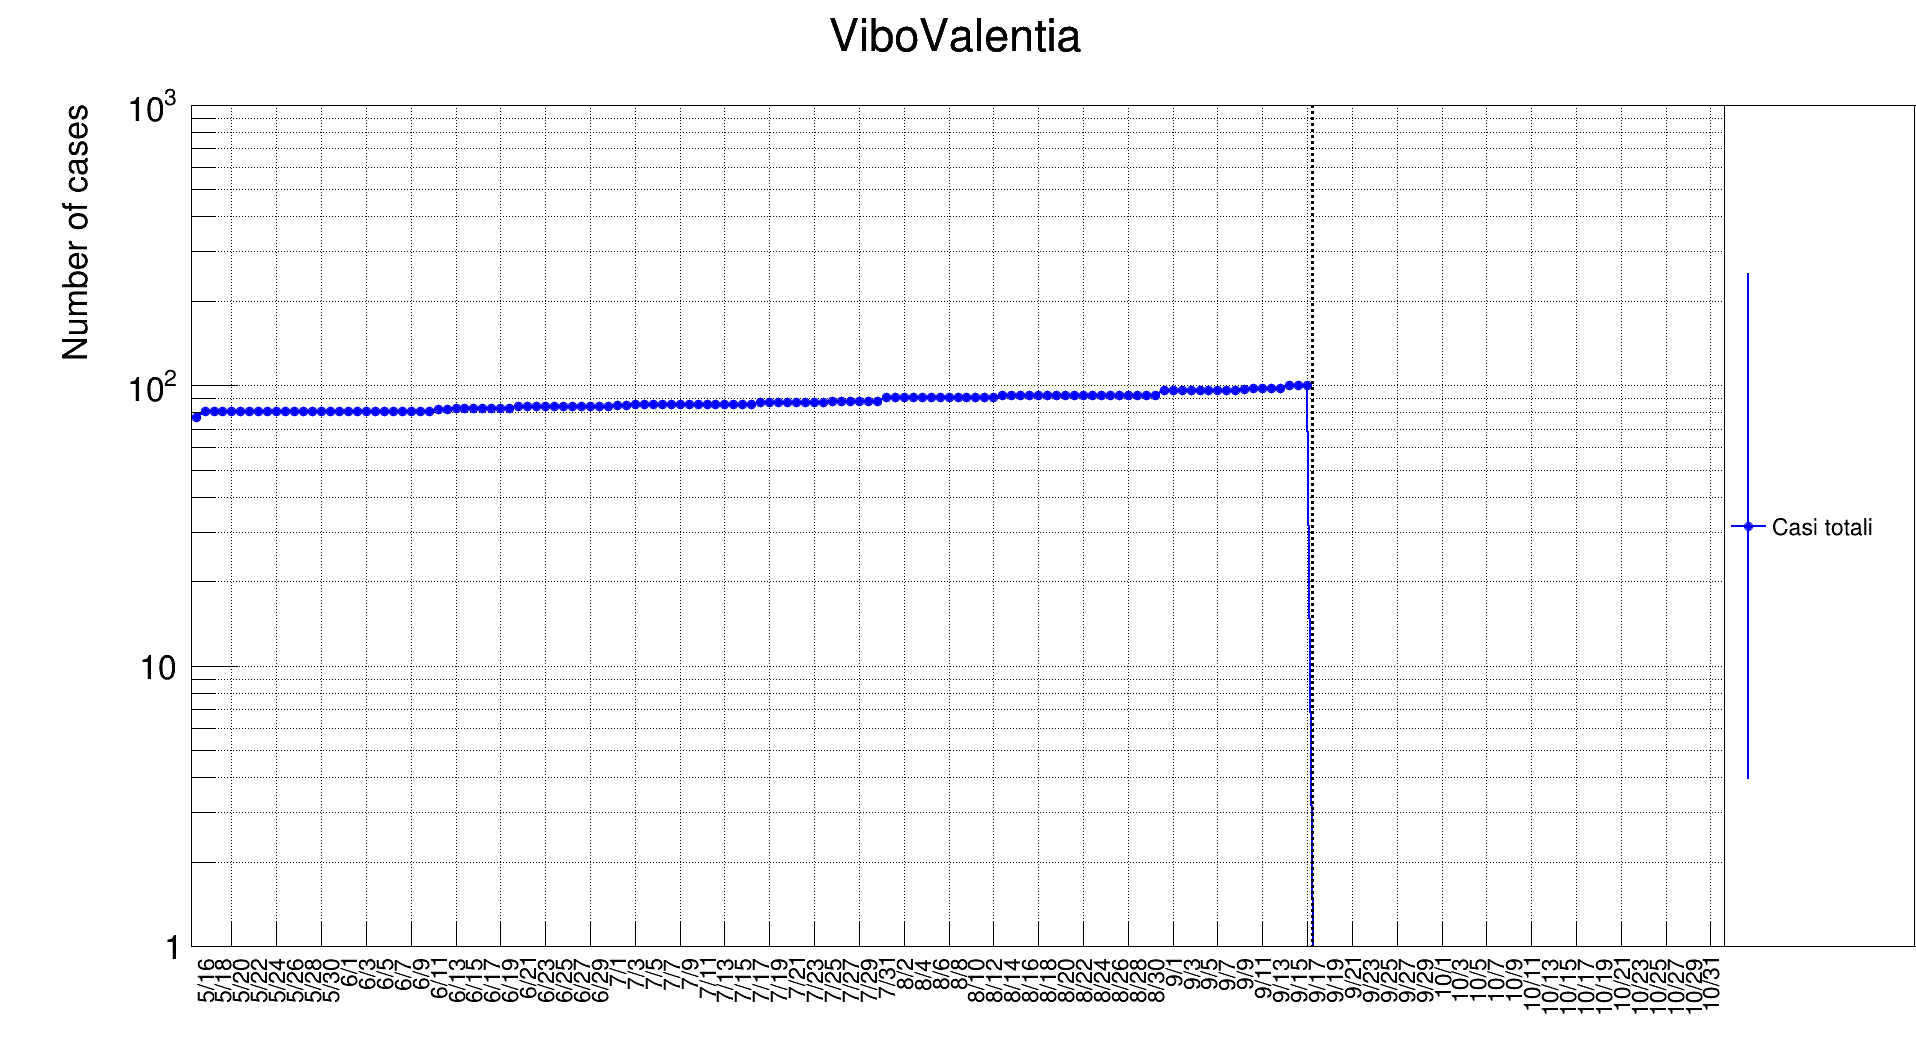 ViboValentia
Number of cases
10³
10²
10
1
5/16 5/18 5/20 5/22 5/24 5/26 5/28 5/30 6/1 6/3 6/5 6/7 6/9 6/11 6/13 6/15 6/17 6/19 6/21 6/23 6/25 6/27 6/29 7/1 7/3 7/5 7/7 7/9 7/11 7/13 7/15 7/17 7/19 7/21 7/23 7/25 7/27 7/29 7/31 8/2 8/4 8/6 8/8 8/10 8/12 8/14 8/16 8/18 8/20 8/22 8/24 8/26 8/28 8/30 9/1 9/3 9/5 9/7 9/9 9/11 9/13 9/15 9/17 9/19 9/21 9/23 9/25 9/27 9/29 10/1 10/3 10/5 10/7 10/9 10/11 10/13 10/15 10/17 10/19 10/21 10/23 10/25 10/27 10/29 10/31
Casi totali